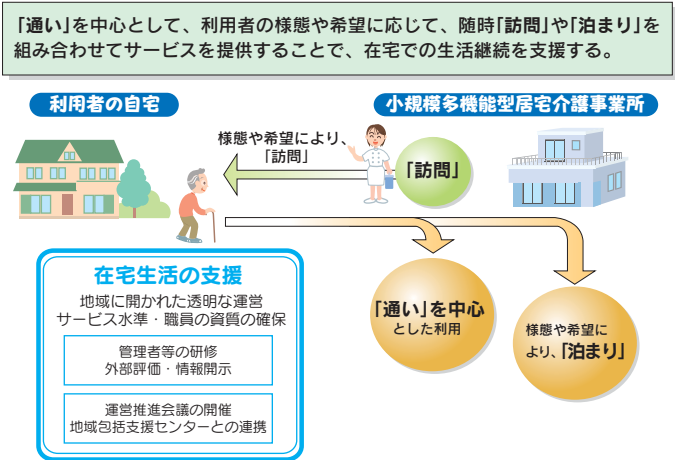 「通い」を中心として、利用者の様態や希望に応じて、随時「訪問」や「泊まり」を
組み合わせてサービスを提供することで、在宅での生活継続を支援する。
利用者の自宅
小規模多機能型居宅介護事業所
様態や希望により、
「訪問」
「訪問」
在宅生活の支援
地域に開かれた透明な運営
サービス水準・職員の資質の確保
管理者等の研修
外部評価・情報開示
運営推進会議の開催
地域包括支援センターとの連携
「通い」を中心
とした利用
様態や希望に
より、「泊まり」